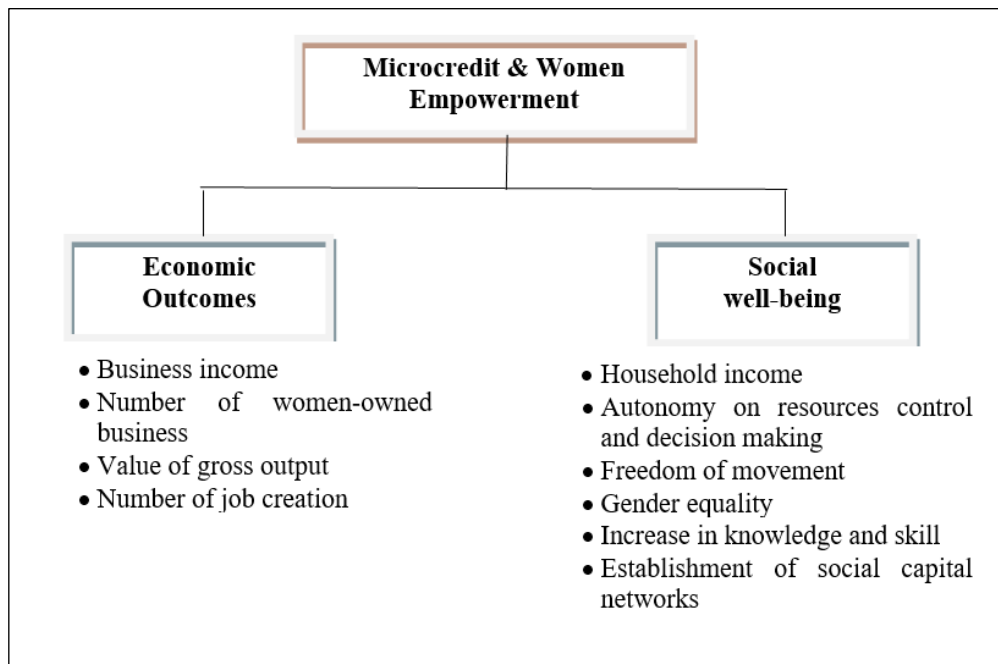 Microcredit & Women
Empowerment
Economic
Outcomes
• Business income
• Number of women-owned
business
• Value of gross output
• Number of job creation
Social
well-being
• Household income
• Autonomy on resources control
and decision making
• Freedom of movement
• Gender equality
• Increase in knowledge and skill
• Establishment of social capital
networks